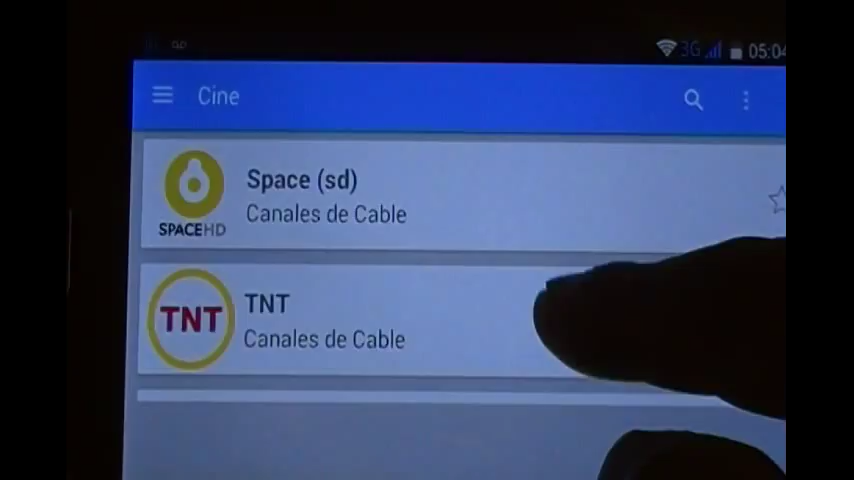 3G 05:04
Cine
Space (sd)
Canales de Cable
SPACEHD
TNT
TNT
Canales de Cable